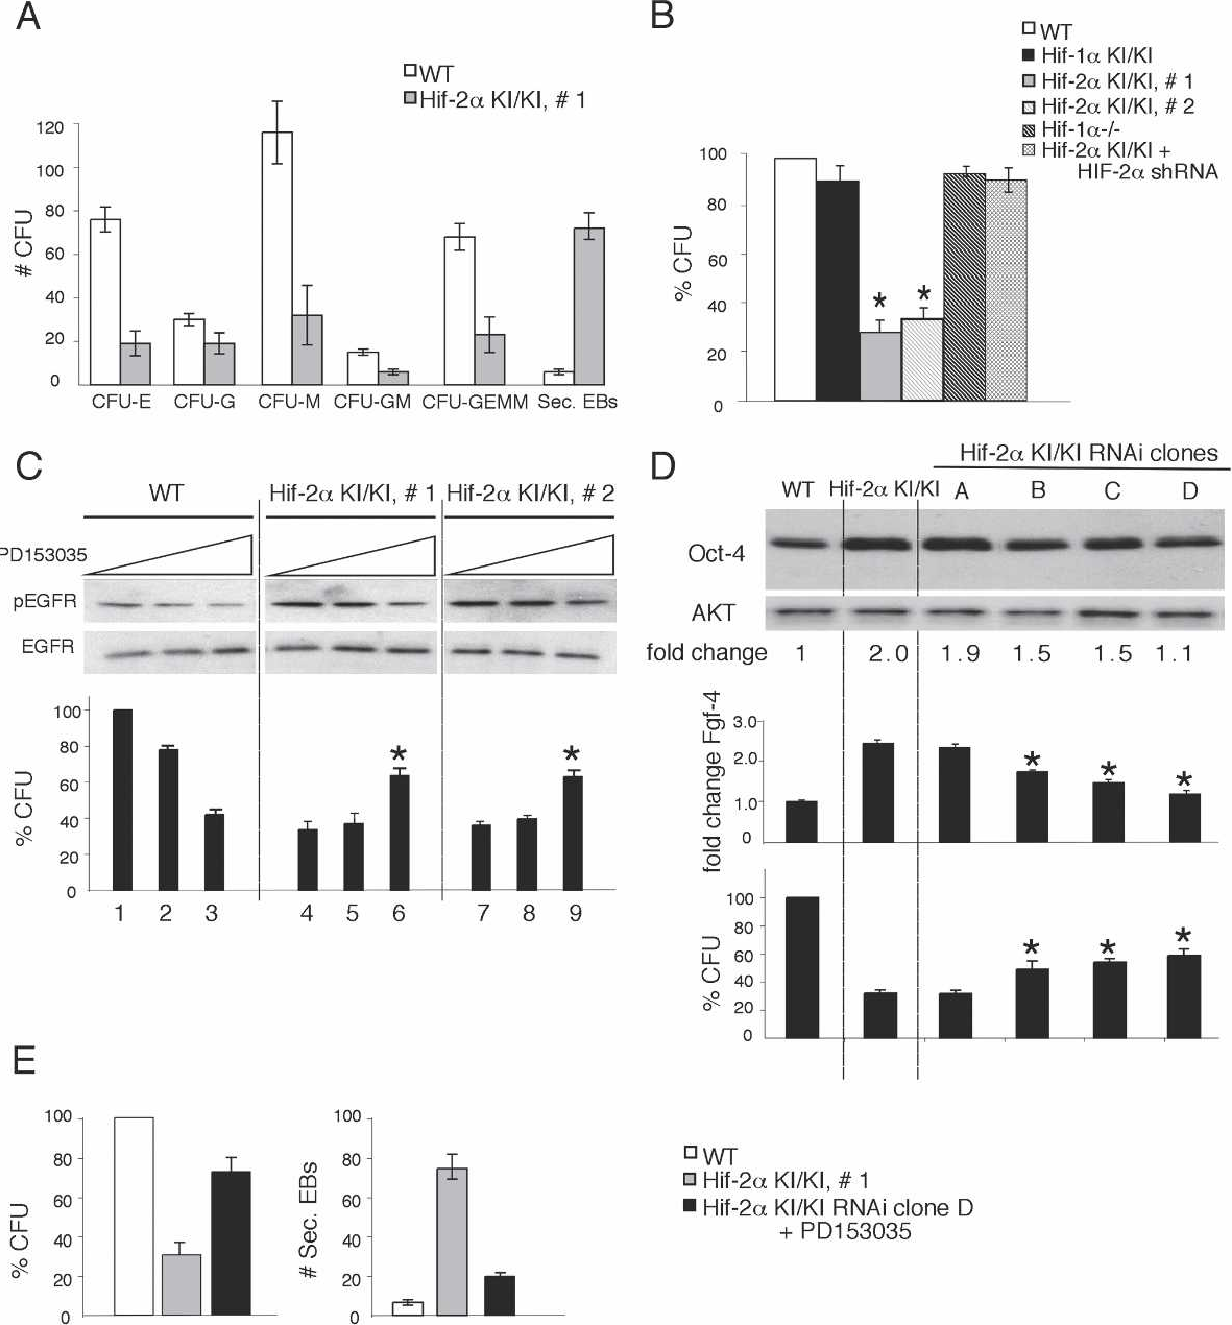 A
WT
Hif-2α KI/KI, # 1
# CFU
120
100
80
60
40
20
0
CFU-E CFU-G CFU-M CFU-GM CFU-GEMM Sec. EBs
B
WT
Hif-1α KI/KI
Hif-2α KI/KI, # 1
Hif-2α KI/KI, # 2
Hif-1α-/-
Hif-2α KI/KI +
HIF-2α shRNA
% CFU
100
80
60
40
20
0
* *
C
WT Hif-2α KI/KI, # 1 Hif-2α KI/KI, # 2
PD153035
pEGFR
EGFR
% CFU
100
80
60
40
20
0
* *
1 2 3 4 5 6 7 8 9
D
Hif-2α KI/KI RNAi clones
WT Hif-2α KI/KI A B C D
Oct-4
AKT
fold change 1 2.0 1.9 1.5 1.5 1.1
fold change Fgf-4
3.0
2.0
1.0
0
* * *
% CFU
100
80
60
40
20
0
* * *
E
% CFU
100
80
60
40
20
0
# Sec. EBs
100
80
60
40
20
0
WT
Hif-2α KI/KI, # 1
Hif-2α KI/KI RNAi clone D
+ PD153035